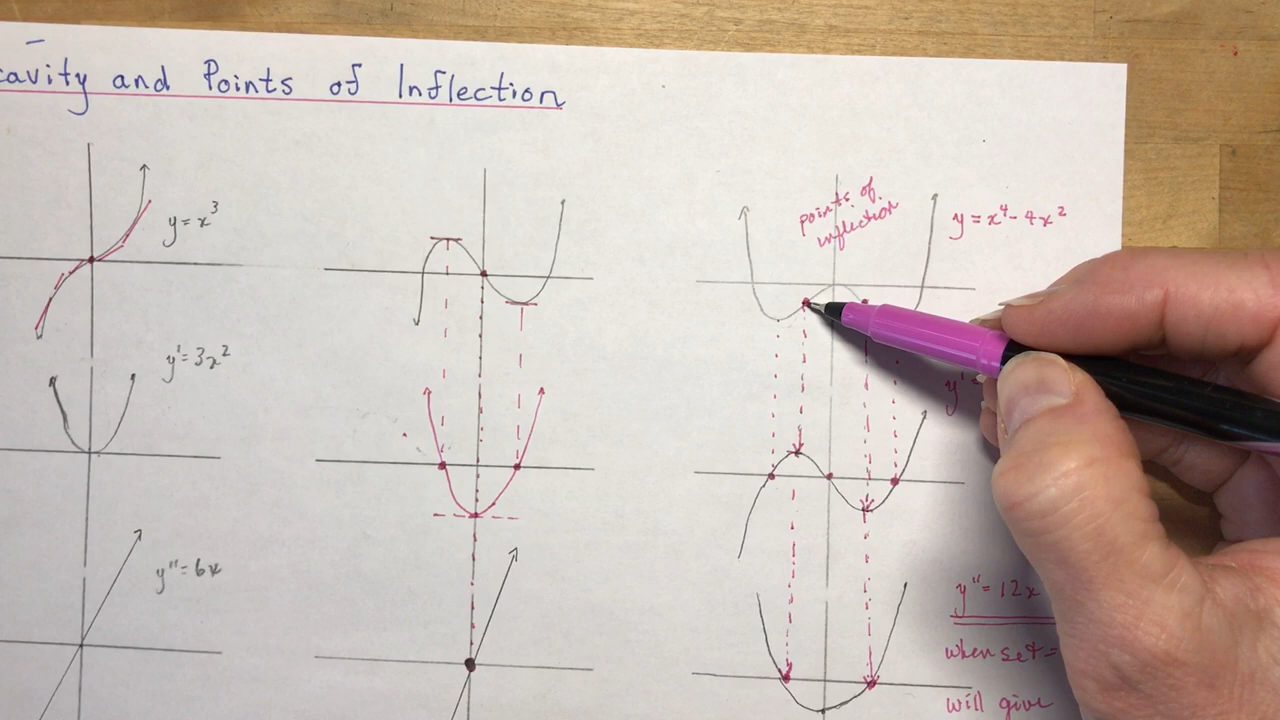 cavity and Points of Inflection
y = x³
y' = 3x²
y" = 6x
points of
inflection
y = x⁴ - 4x²
y' =
y" = 12x
when set =
will give